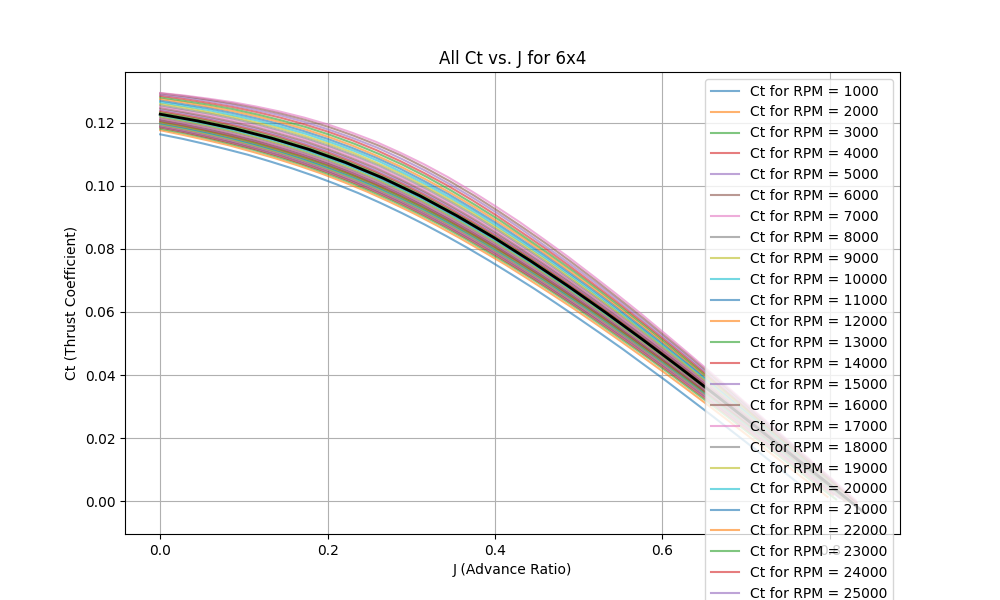 All Ct vs. J for 6x4
Ct (Thrust Coefficient)
0.12
0.10
0.08
0.06
0.04
0.02
0.00
0.0
0.2
0.4
0.6
0.8
J (Advance Ratio)
Ct for RPM = 1000
Ct for RPM = 2000
Ct for RPM = 3000
Ct for RPM = 4000
Ct for RPM = 5000
Ct for RPM = 6000
Ct for RPM = 7000
Ct for RPM = 8000
Ct for RPM = 9000
Ct for RPM = 10000
Ct for RPM = 11000
Ct for RPM = 12000
Ct for RPM = 13000
Ct for RPM = 14000
Ct for RPM = 15000
Ct for RPM = 16000
Ct for RPM = 17000
Ct for RPM = 18000
Ct for RPM = 19000
Ct for RPM = 20000
Ct for RPM = 21000
Ct for RPM = 22000
Ct for RPM = 23000
Ct for RPM = 24000
Ct for RPM = 25000